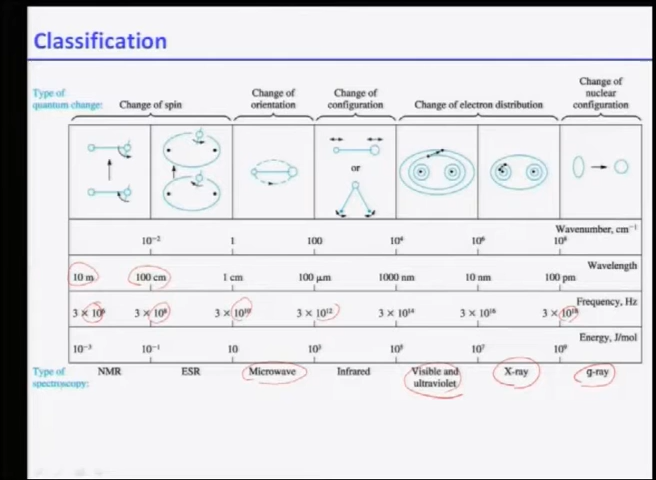 Classification
Type of quantum change:
Change of spin
Change of orientation
Change of configuration
Change of electron distribution
Change of nuclear configuration
or
Wavenumber, cm⁻¹
10⁻² 1 100 10⁴ 10⁶ 10⁸
Wavelength
10 m 100 cm 1 cm 100 μm 1000 nm 10 nm 100 pm
Frequency, Hz
3 × 10⁶ 3 × 10⁸ 3 × 10¹⁰ 3 × 10¹² 3 × 10¹⁴ 3 × 10¹⁶ 3 × 10¹⁸
Energy, J/mol
10⁻³ 10⁻¹ 10 10³ 10⁵ 10⁷ 10⁹
Type of spectroscopy:
NMR ESR Microwave Infrared Visible and ultraviolet X-ray g-ray